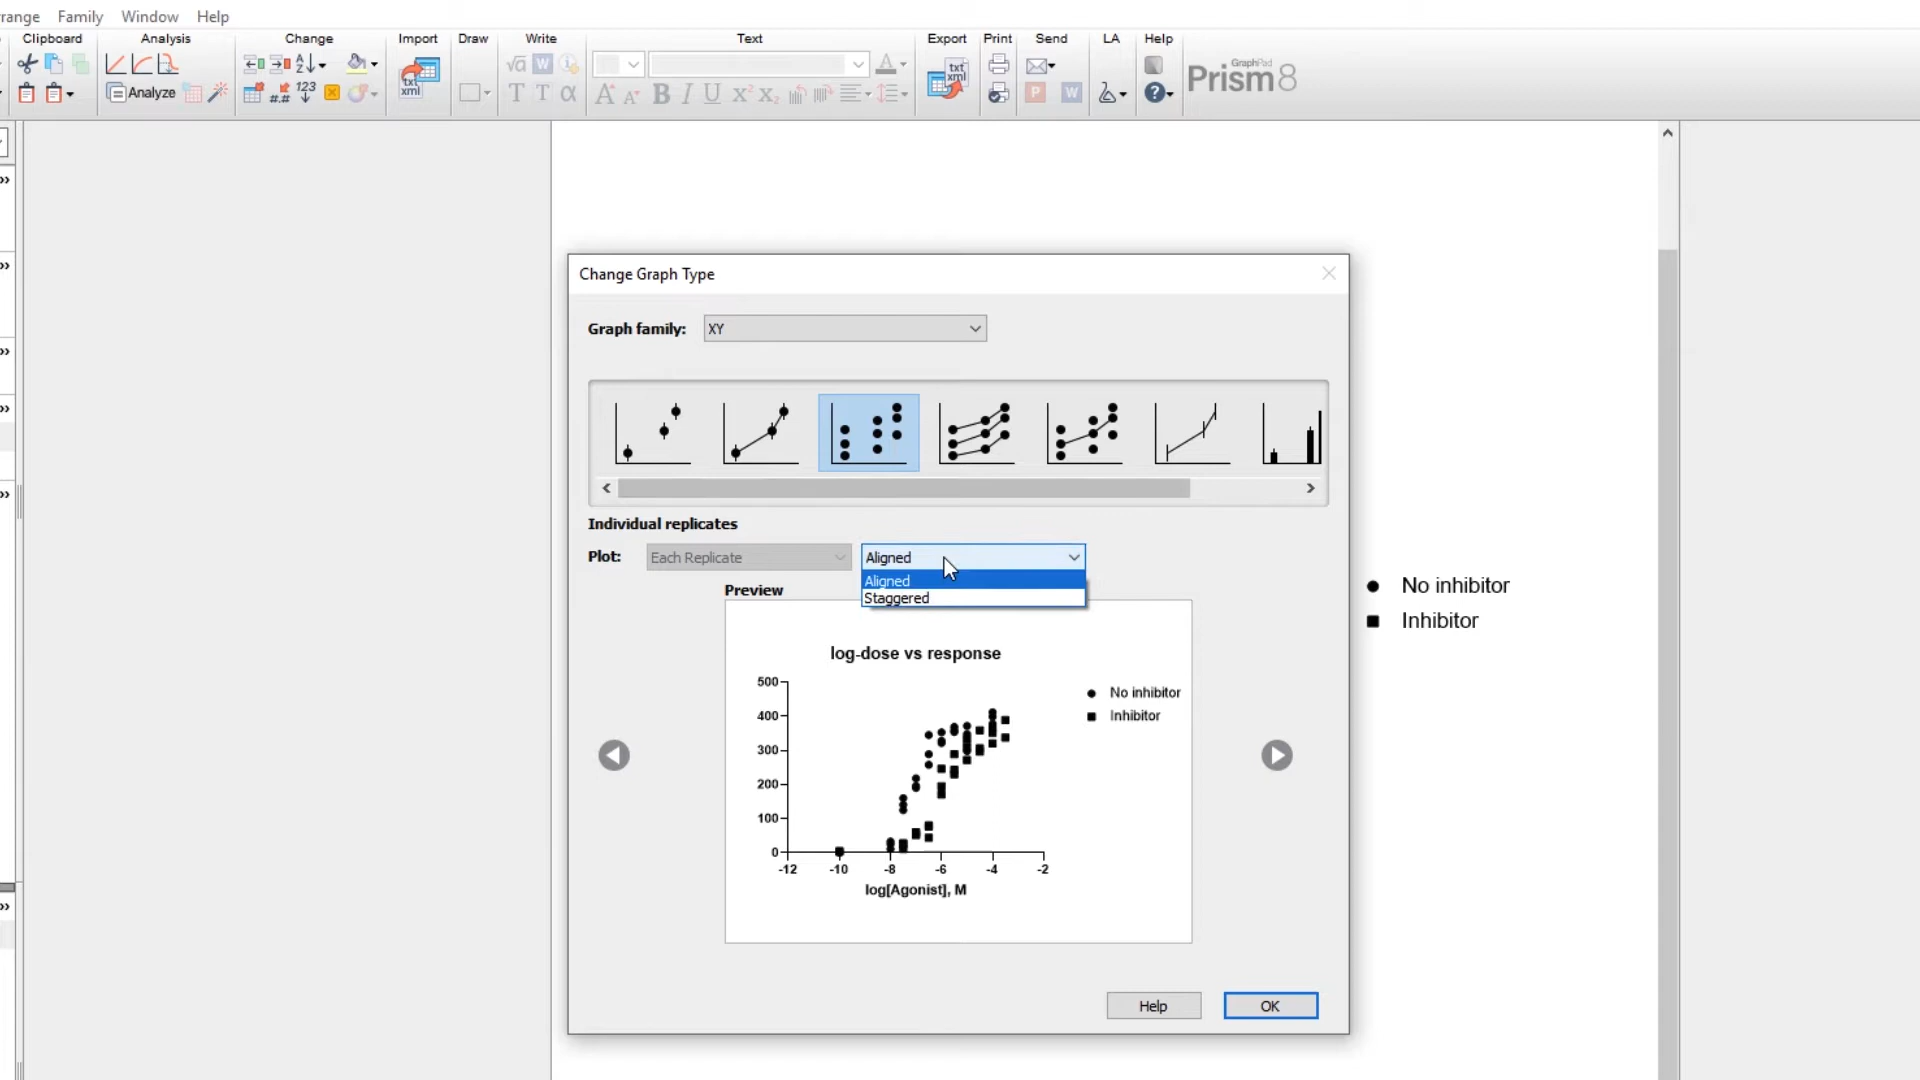 range Family Window Help
Clipboard Analysis Change Import Draw Write Text Export Print Send LA Help
Analyze
GraphPad
Prism 8
Change Graph Type
Graph family: XY
Individual replicates
Plot: Each Replicate Aligned
Aligned
Staggered
Preview
log-dose vs response
500
400
300
200
100
0
-12 -10 -8 -6 -4 -2
log[Agonist], M
No inhibitor
Inhibitor
Help OK
No inhibitor
Inhibitor